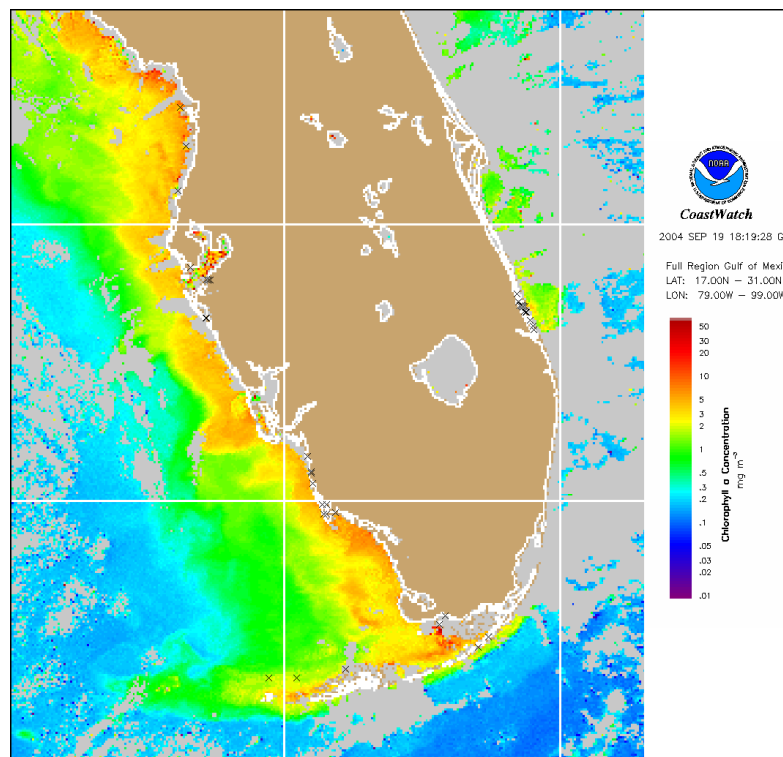 NOAA
CoastWatch
2004 SEP 19 18:19:28 G
Full Region Gulf of Mexi
LAT: 17.00N – 31.00N
LON: 79.00W – 99.00W
50
30
20
10
5
3
2
1
.5
.3
.2
.1
.05
.03
.02
.01
Chlorophyll a Concentration
mg m⁻³